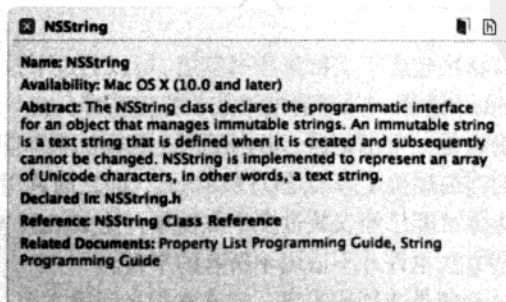 NSString
Name: NSString
Availability: Mac OS X (10.0 and later)
Abstract: The NSString class declares the programmatic interface
for an object that manages immutable strings. An immutable string
is a text string that is defined when it is created and subsequently
cannot be changed. NSString is implemented to represent an array
of Unicode characters, in other words, a text string.
Declared In: NSString.h
Reference: NSString Class Reference
Related Documents: Property List Programming Guide, String
Programming Guide